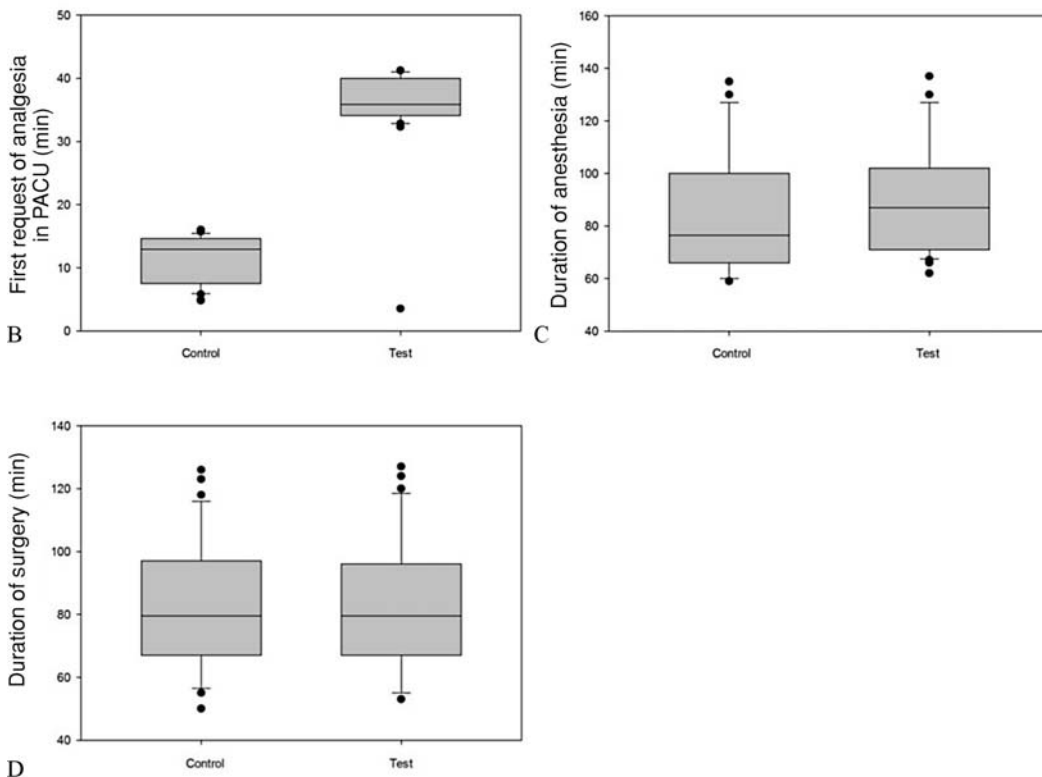 First request of analgesia
in PACU (min)
50
40
30
20
10
0
Control
Test
B
Duration of anesthesia (min)
160
140
120
100
80
60
40
Control
Test
C
Duration of surgery (min)
140
120
100
80
60
40
Control
Test
D